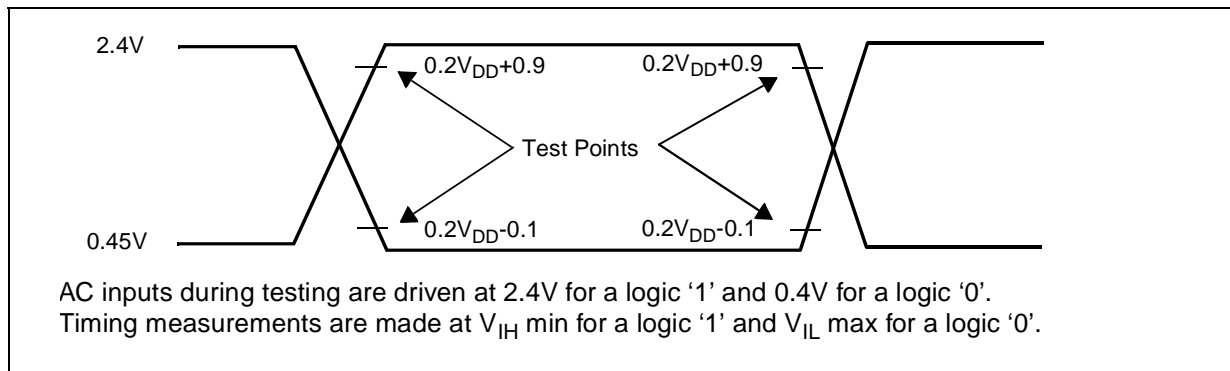 2.4V
0.2VDD+0.9 0.2VDD+0.9
Test Points
0.45V 0.2VDD-0.1 0.2VDD-0.1
AC inputs during testing are driven at 2.4V for a logic ‘1’ and 0.4V for a logic ‘0’.
Timing measurements are made at VIH min for a logic ‘1’ and VIL max for a logic ‘0’.